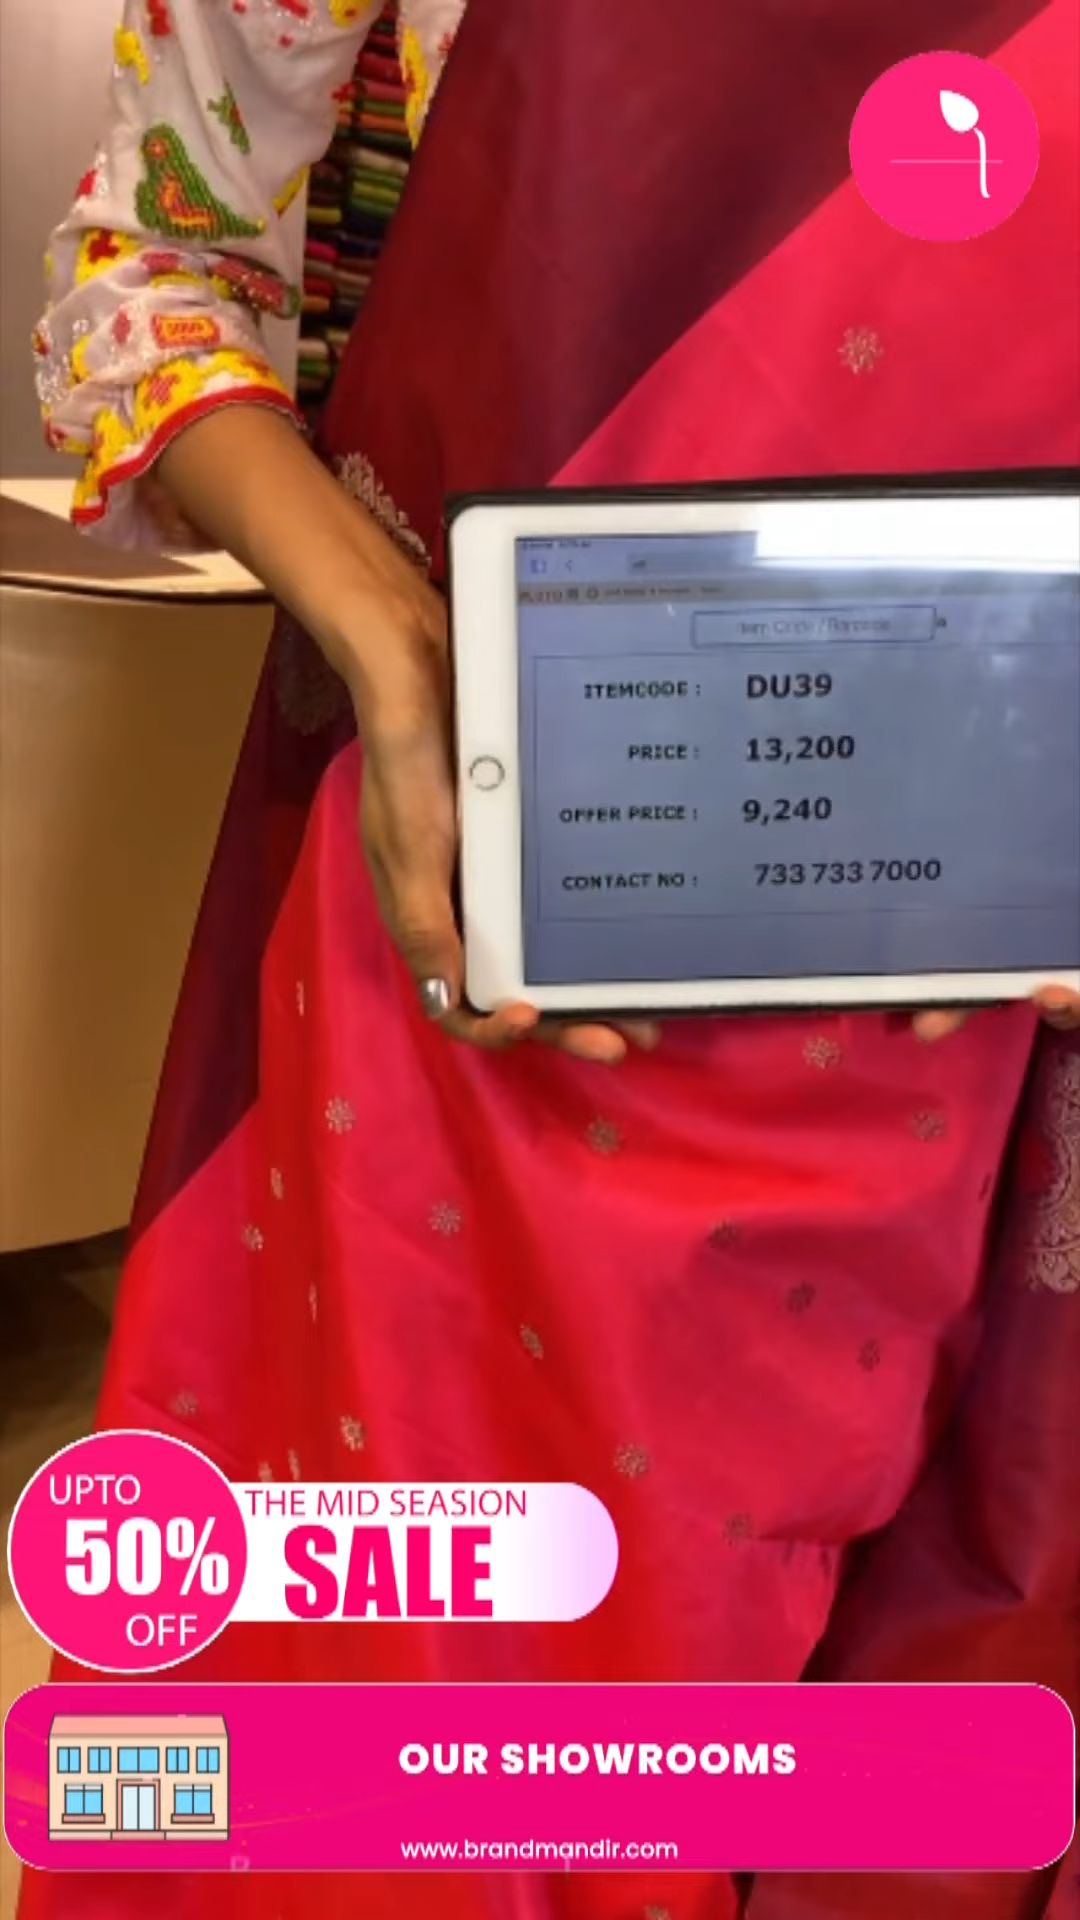 ITEMCODE : DU39
PRICE : 13,200
OFFER PRICE : 9,240
CONTACT NO : 733 733 7000
UPTO
50%
OFF
THE MID SEASION
SALE
OUR SHOWROOMS
www.brandmandir.com